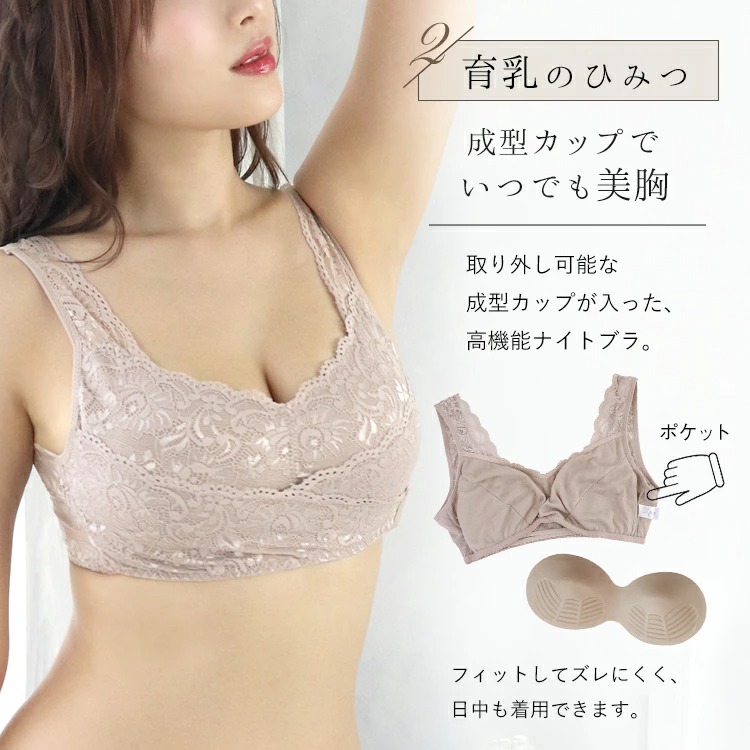 2
育乳のひみつ
成型カップで
いつでも美胸
取り外し可能な
成型カップが入った、
高機能ナイトブラ。
ポケット
フィットしてズレにくく、
日中も着用できます。